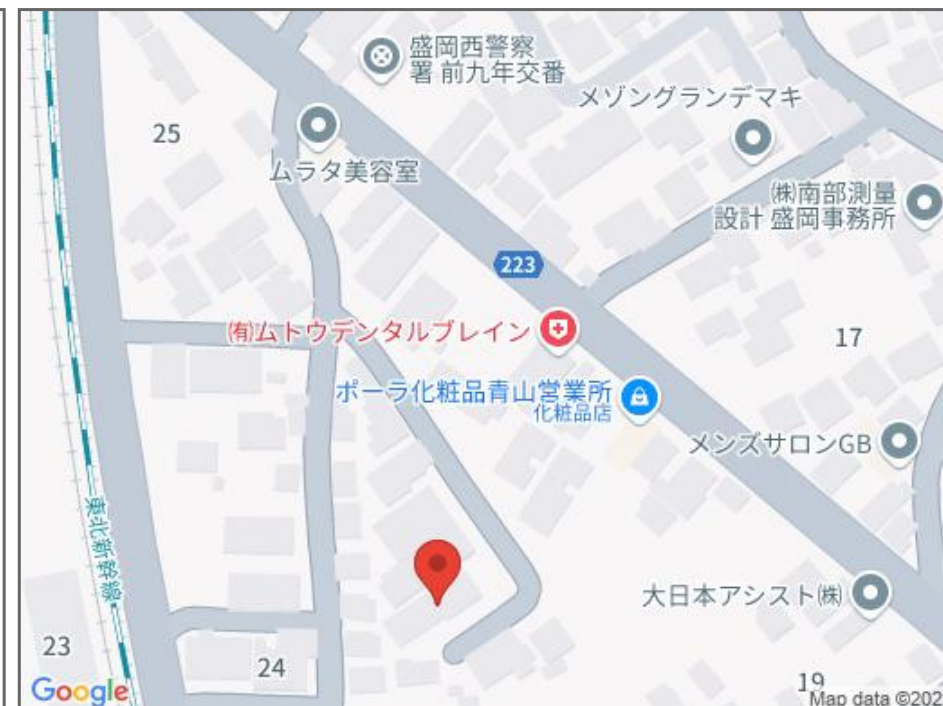 盛岡西警察
署 前九年交番
メゾングランデマキ
25
ムラタ美容室
㈱南部測量
設計 盛岡事務所
223
㈲ムトウデンタルブレイン
17
ポーラ化粧品青山営業所
化粧品店
メンズサロンGB
東北新幹線
大日本アシスト㈱
23
24
19
Google
Map data ©202